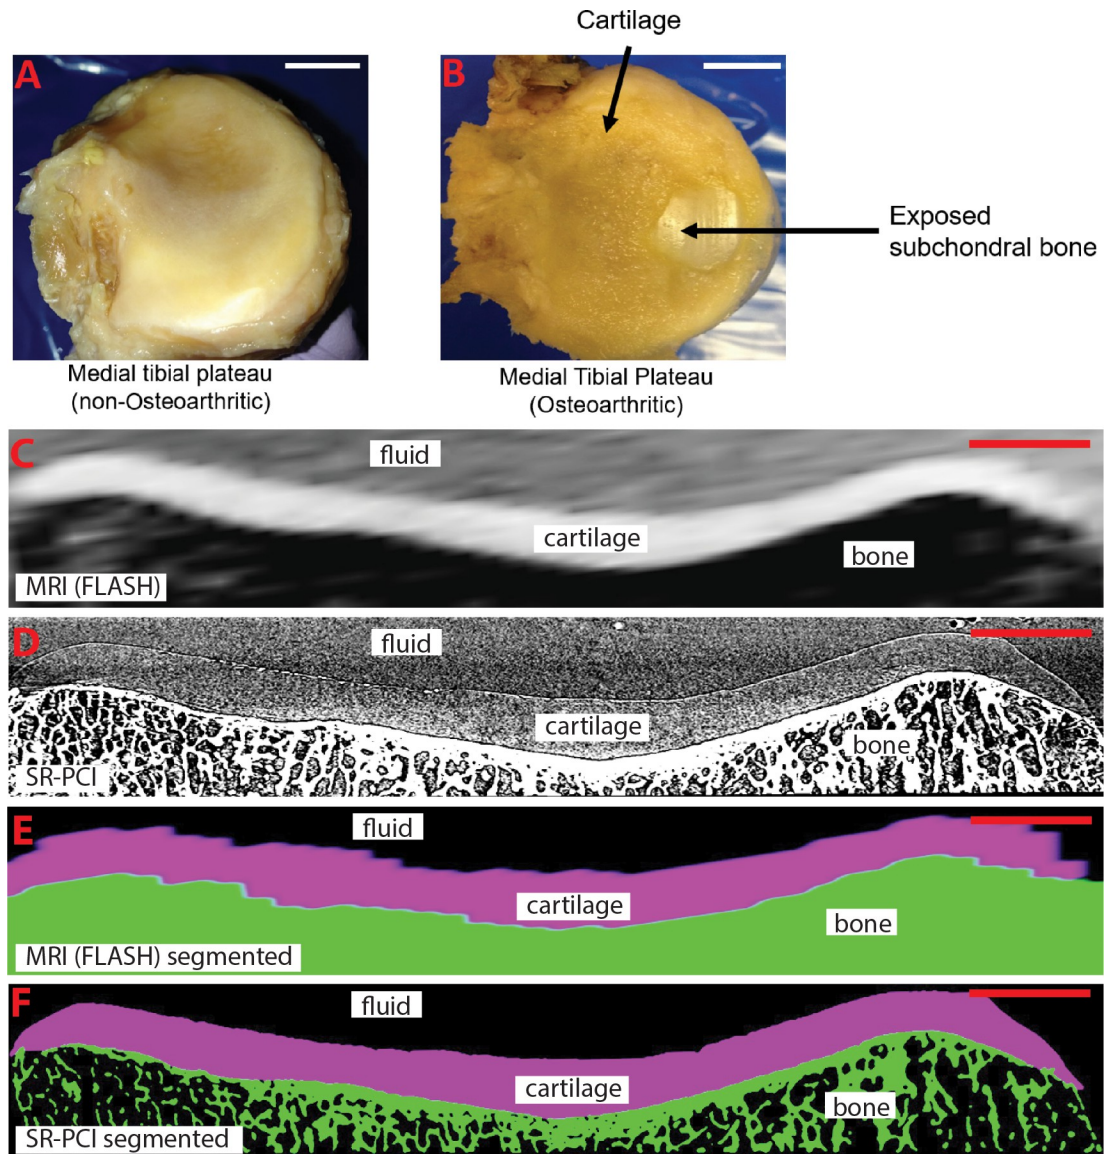 Cartilage
A
B
Exposed
subchondral bone
Medial tibial plateau
(non-Osteoarthritic)
Medial Tibial Plateau
(Osteoarthritic)
C
fluid
cartilage
bone
MRI (FLASH)
D
fluid
cartilage
bone
SR-PCI
E
fluid
cartilage
bone
MRI (FLASH) segmented
F
fluid
cartilage
bone
SR-PCI segmented